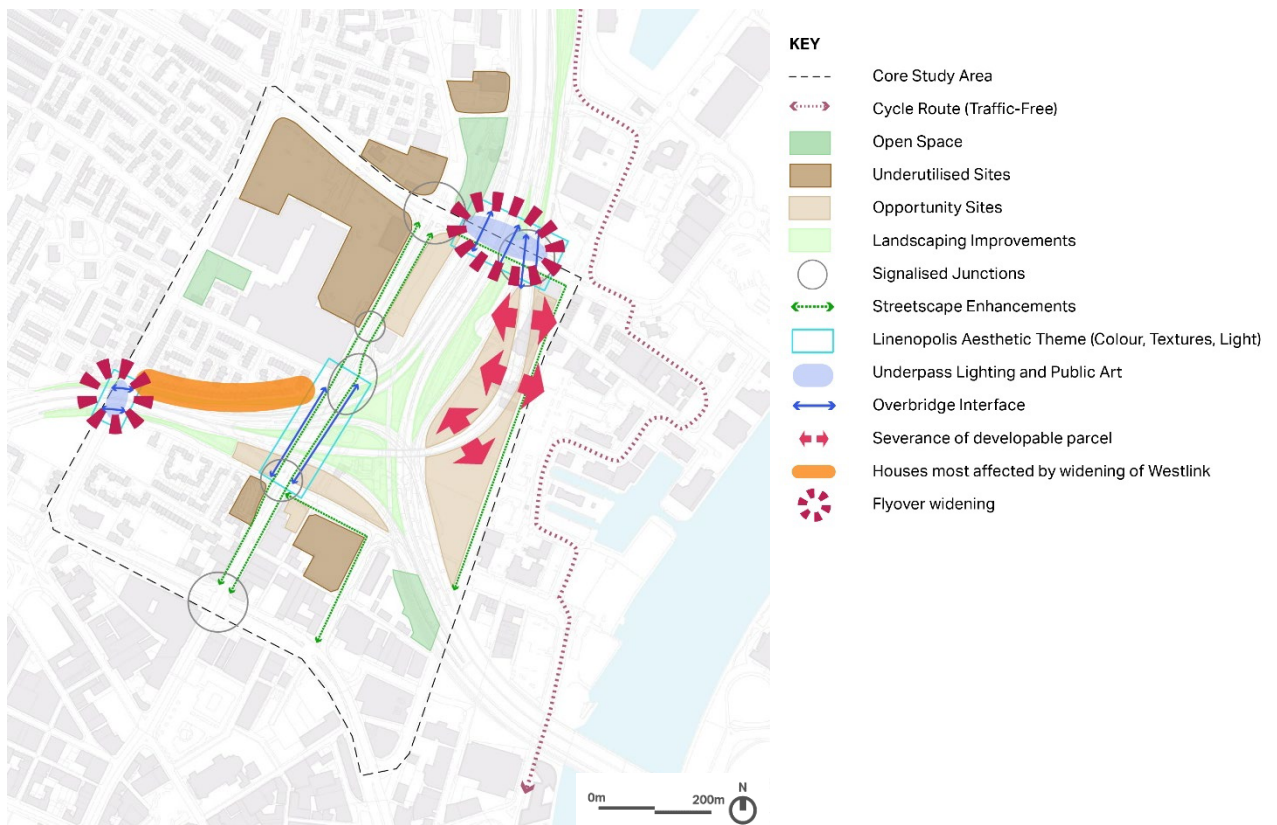 KEY
Core Study Area
Cycle Route (Traffic-Free)
Open Space
Underutilised Sites
Opportunity Sites
Landscaping Improvements
Signalised Junctions
Streetscape Enhancements
Linenopolis Aesthetic Theme (Colour, Textures, Light)
Underpass Lighting and Public Art
Overbridge Interface
Severance of developable parcel
Houses most affected by widening of Westlink
Flyover widening
0m 200m N